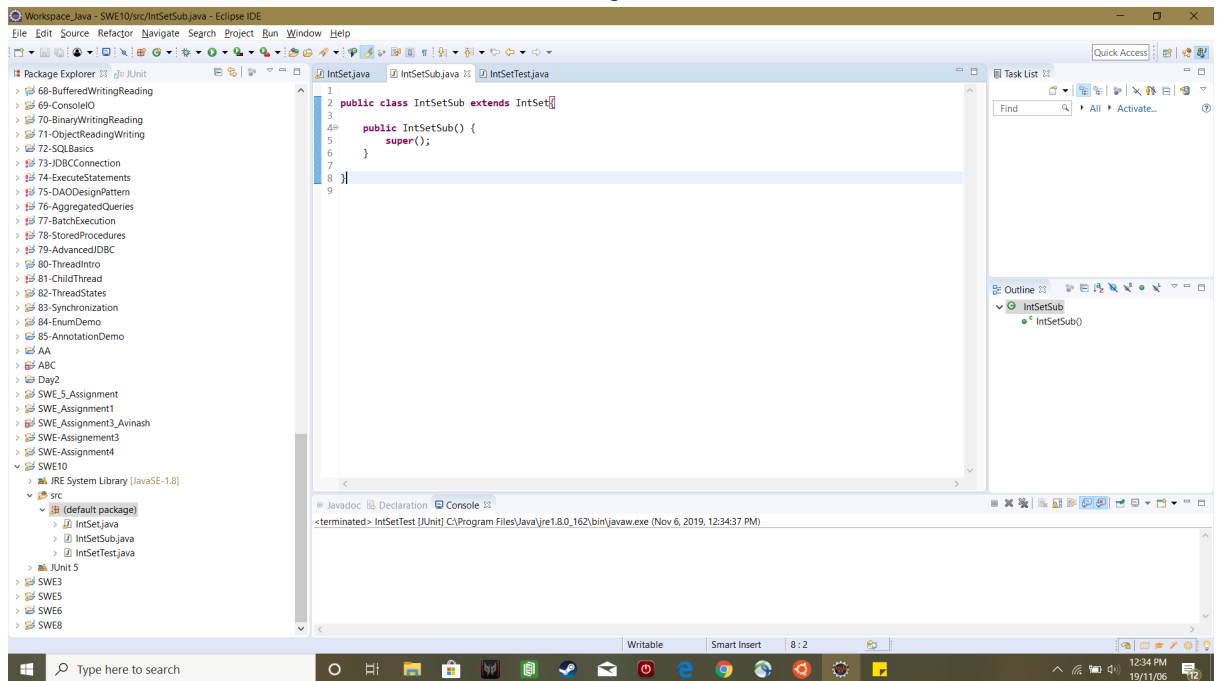 Workspace_Java - SWE10/src/IntSetSub.java - Eclipse IDE
File Edit Source Refactor Navigate Search Project Run Window Help
Quick Access
Package Explorer JUnit
IntSet.java IntSetSub.java IntSetTest.java
Task List
68-BufferedWritingReading
69-ConsoleIO
70-BinaryWritingReading
71-ObjectReadingWriting
72-SQLBasics
73-JDBCConnection
74-ExecuteStatements
75-DAODesignPattern
76-AggregatedQueries
77-BatchExecution
78-StoredProcedures
79-AdvancedJDBC
80-ThreadIntro
81-ChildThread
82-ThreadStates
83-Synchronization
84-EnumDemo
85-AnnotationDemo
AA
ABC
Day2
SWE_5_Assignment
SWE_Assignment1
SWE_Assignment3_Avinash
SWE-Assignement3
SWE-Assignment4
SWE10
JRE System Library [JavaSE-1.8]
src
(default package)
IntSet.java
IntSetSub.java
IntSetTest.java
JUnit 5
SWE3
SWE5
SWE6
SWE8
1
2 public class IntSetSub extends IntSet{
3
4 public IntSetSub() {
5 super();
6 }
7
8 }
9
Find All Activate...
Outline
IntSetSub
IntSetSub()
Javadoc Declaration Console
<terminated> IntSetTest [JUnit] C:\Program Files\Java\jre1.8.0_162\bin\javaw.exe (Nov 6, 2019, 12:34:37 PM)
Writable Smart Insert 8 : 2
Type here to search
12:34 PM
19/11/06
12